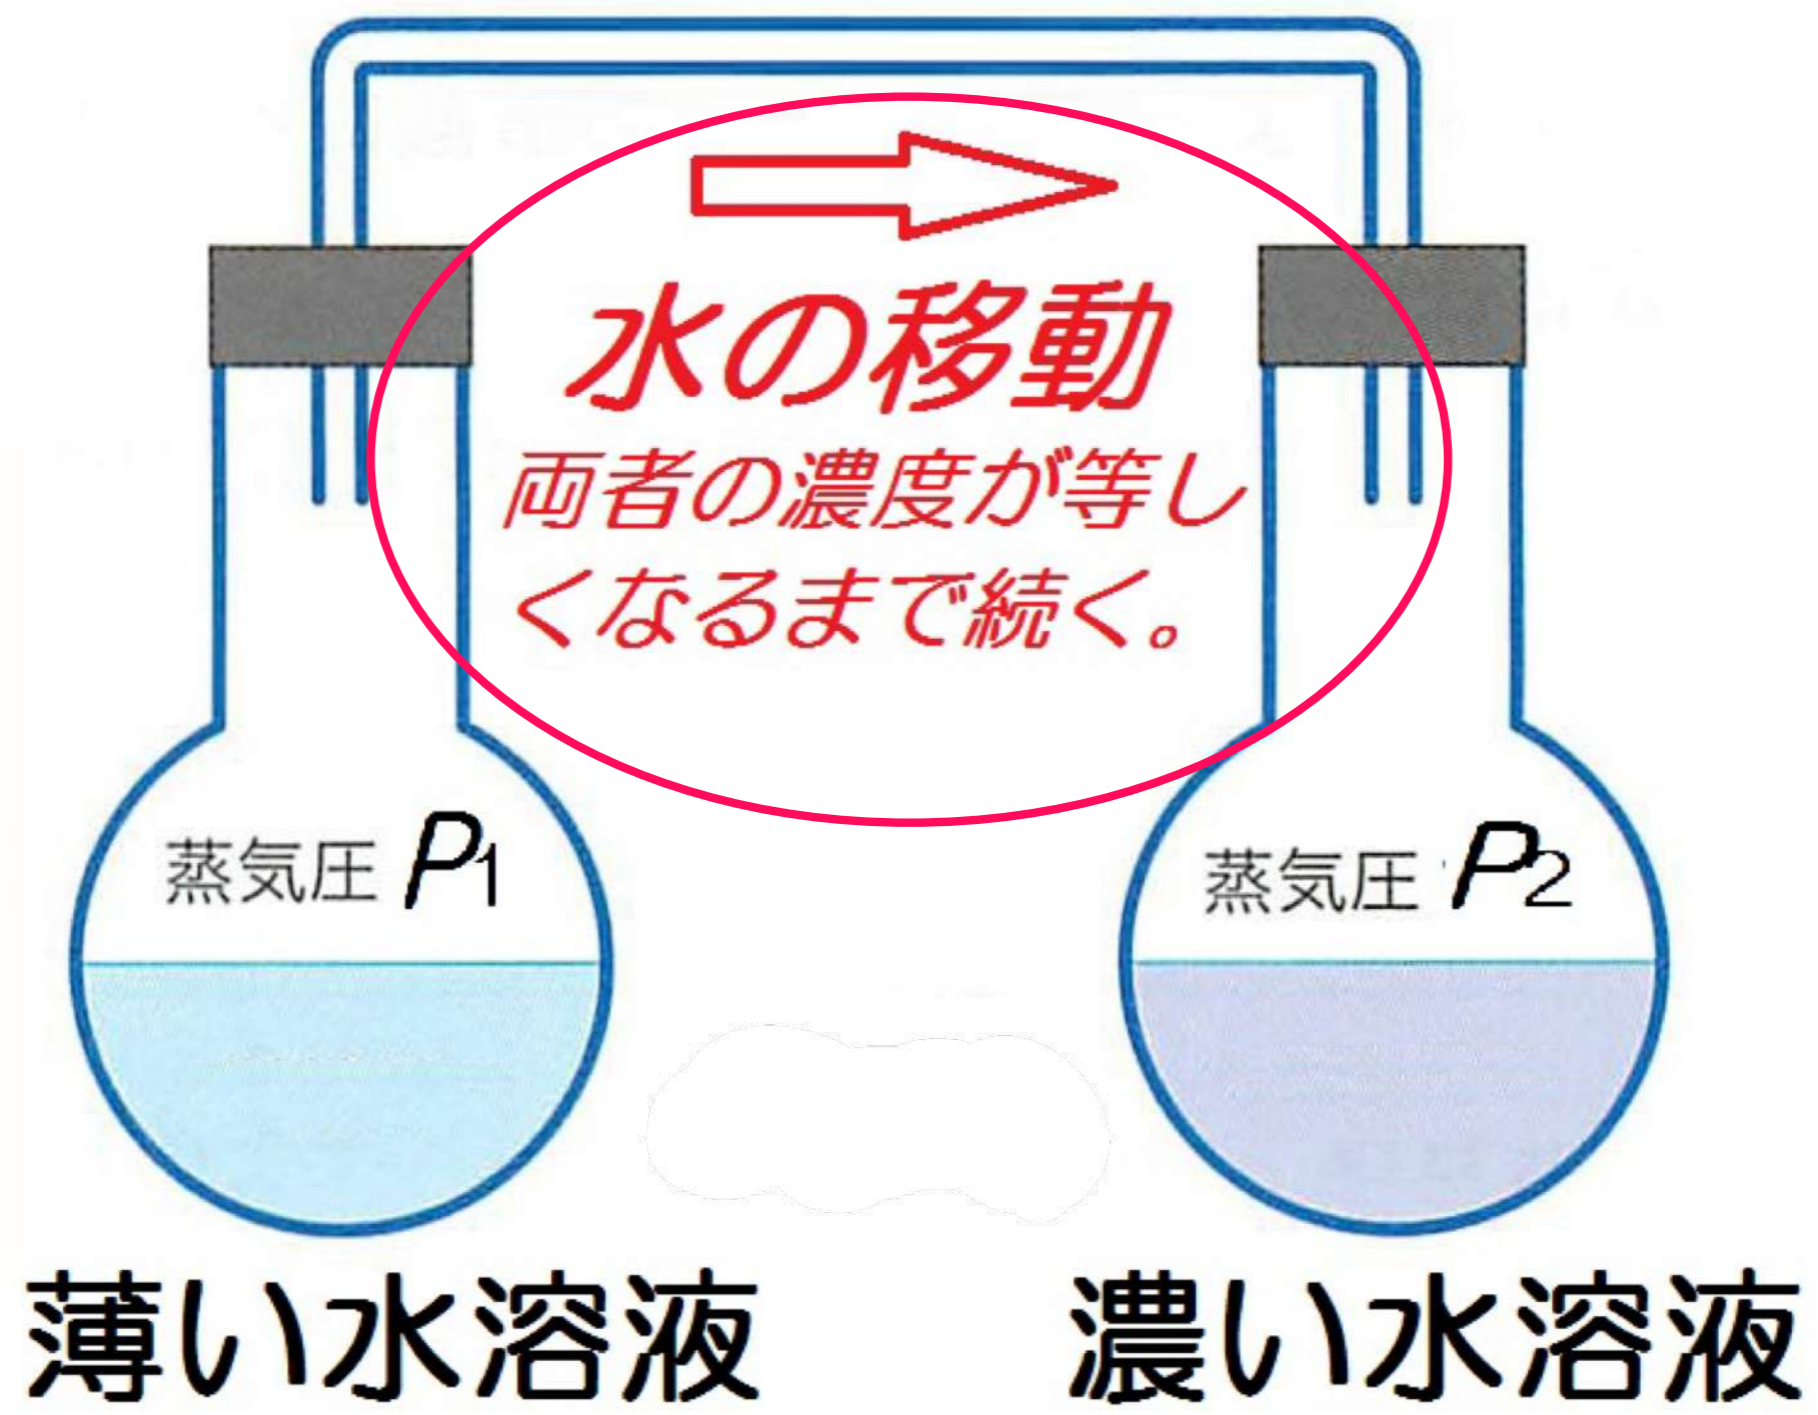 水の移動
両者の濃度が等し
くなるまで続く。
蒸気圧 P1
蒸気圧 P2
薄い水溶液
濃い水溶液